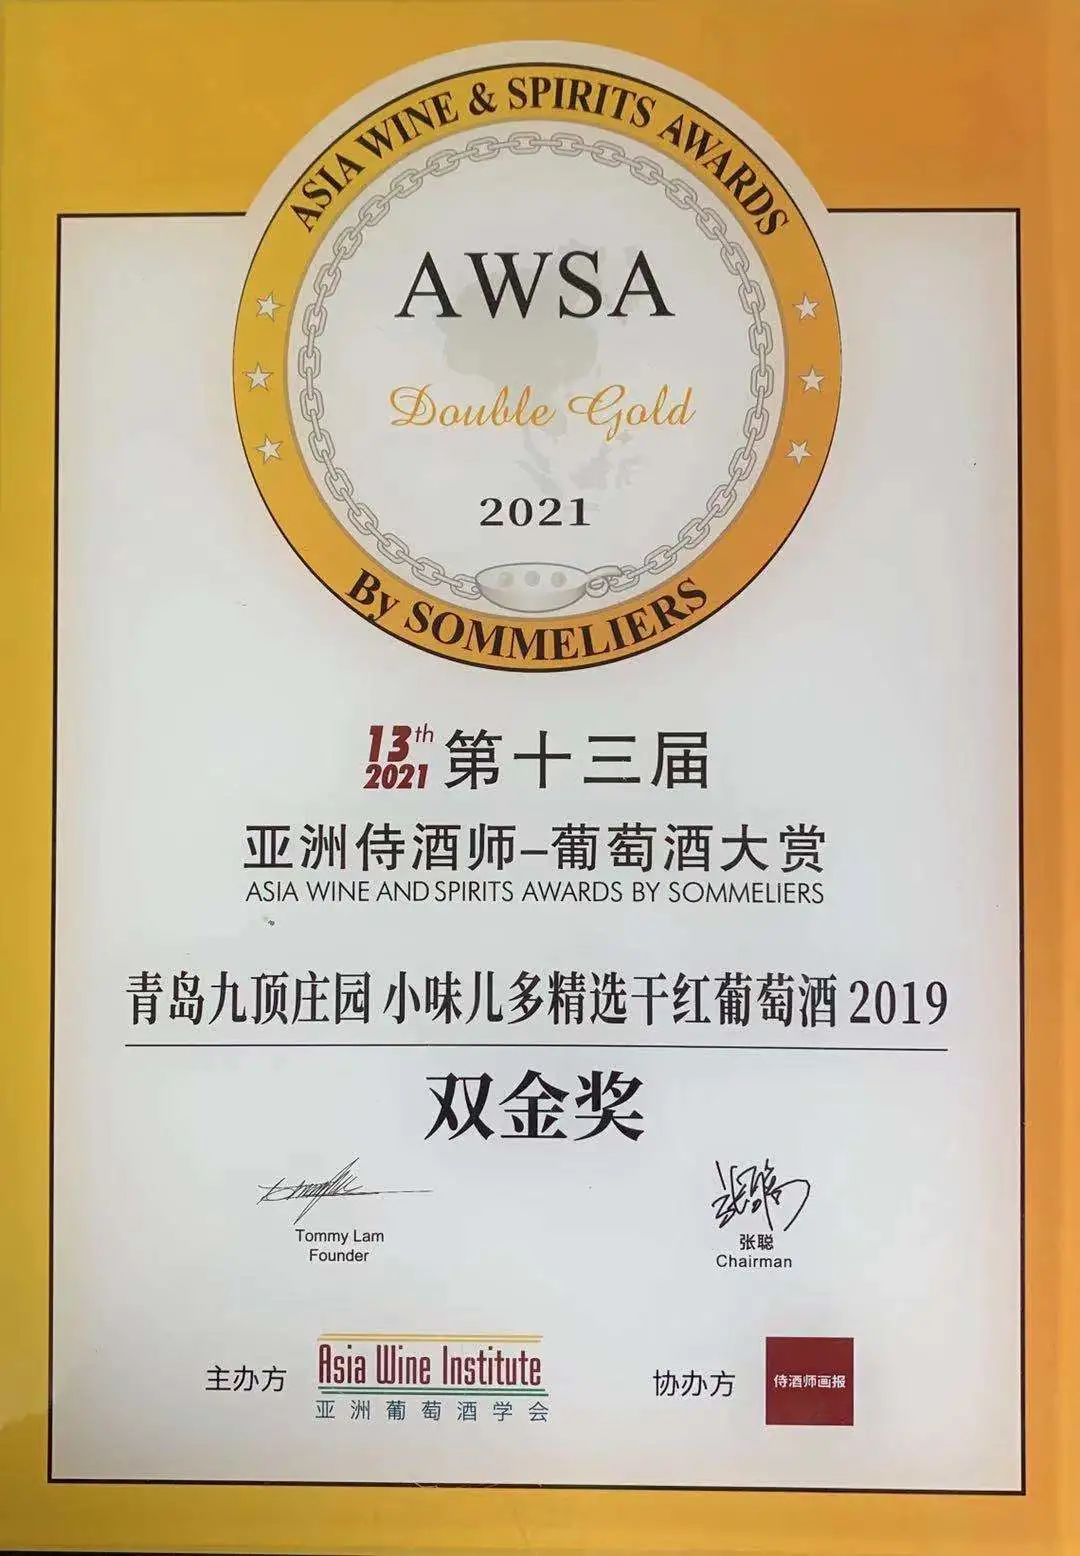 ASIA WINE & SPIRITS AWARDS
AWSA
Double Gold
2021
By SOMMELIERS
13th 2021 第十三届
亚洲侍酒师-葡萄酒大赏
ASIA WINE AND SPIRITS AWARDS BY SOMMELIERS
青岛九顶庄园 小味儿多精选干红葡萄酒 2019
双金奖
张聪
Tommy Lam
Founder
张聪
Chairman
主办方
Asia Wine Institute
亚洲葡萄酒学会
协办方
侍酒师画报